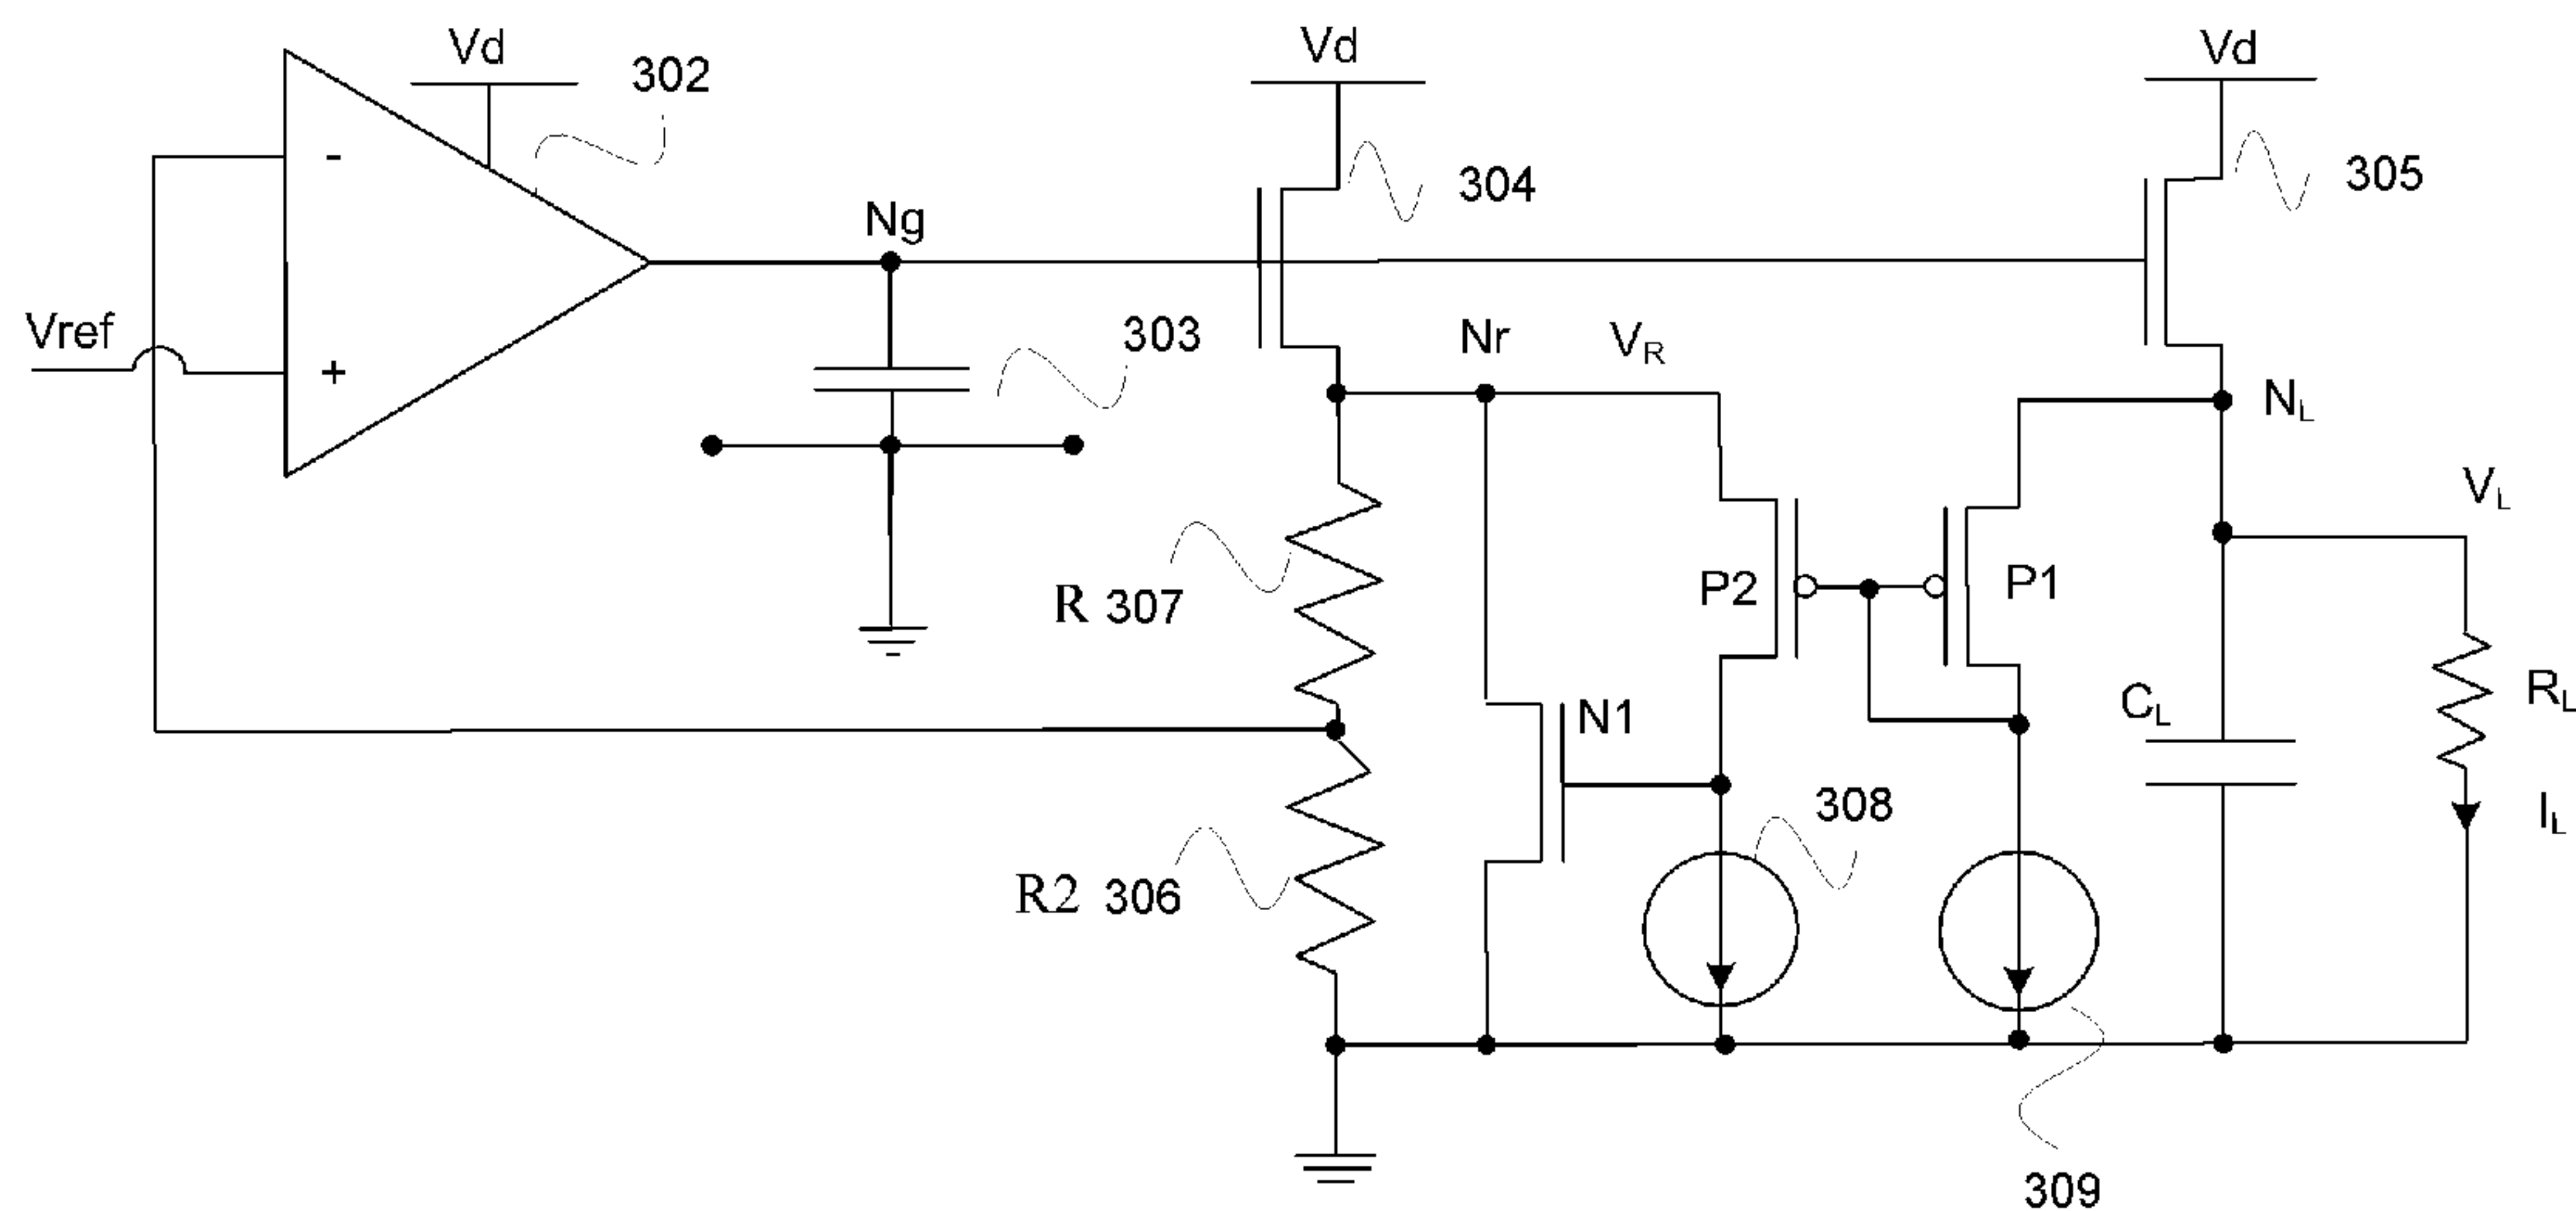 Vd
302
Vd
304
Vd
305
Ng
Vref
-
+
303
Nr
VR
NL
VL
R 307
P2
P1
N1
CL
RL
IL
308
R2 306
309